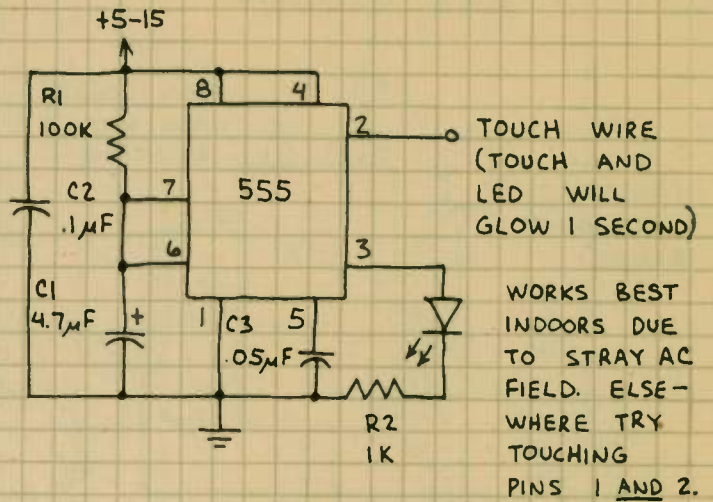 +5-15
R1
100K
8
4
2
TOUCH WIRE
(TOUCH AND
LED WILL
GLOW 1 SECOND)
C2
.1µF
7
555
6
3
C1
4.7µF
+
1
C3
.05µF
5
R2
1K
WORKS BEST
INDOORS DUE
TO STRAY AC
FIELD. ELSE-
WHERE TRY
TOUCHING
PINS 1 AND 2.